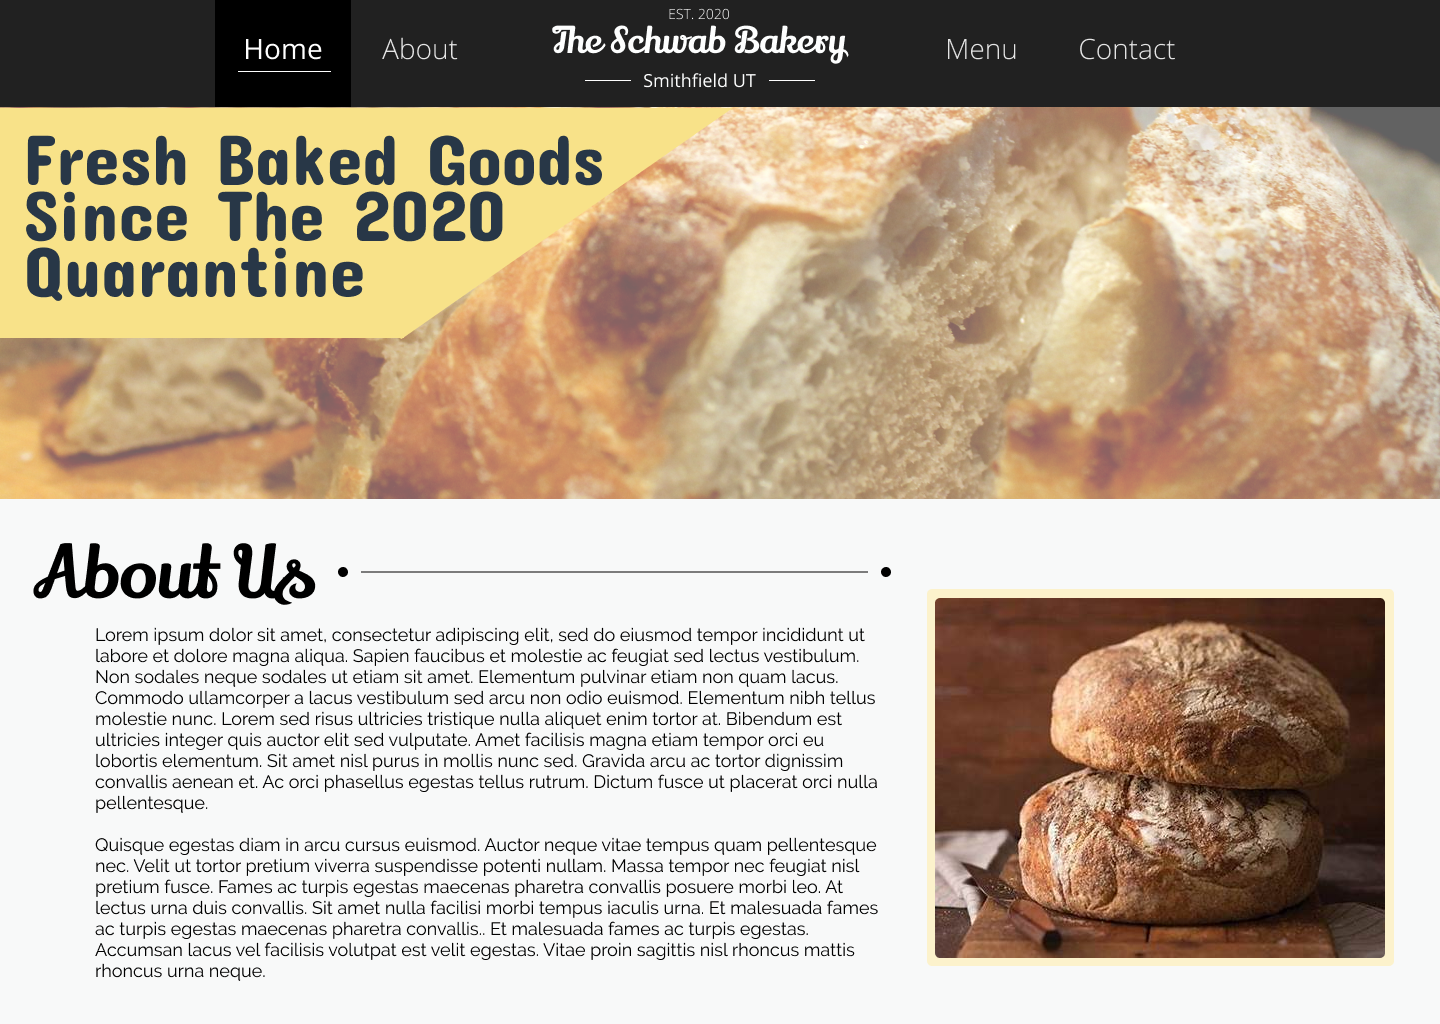 Home
About
EST. 2020
The Schwab Bakery
Smithfield UT
Menu
Contact
Fresh Baked Goods
Since The 2020
Quarantine
About Us
Lorem ipsum dolor sit amet, consectetur adipiscing elit, sed do eiusmod tempor incididunt ut
labore et dolore magna aliqua. Sapien faucibus et molestie ac feugiat sed lectus vestibulum.
Non sodales neque sodales ut etiam sit amet. Elementum pulvinar etiam non quam lacus.
Commodo ullamcorper a lacus vestibulum sed arcu non odio euismod. Elementum nibh tellus
molestie nunc. Lorem sed risus ultricies tristique nulla aliquet enim tortor at. Bibendum est
ultricies integer quis auctor elit sed vulputate. Amet facilisis magna etiam tempor orci eu
lobortis elementum. Sit amet nisl purus in mollis nunc sed. Gravida arcu ac tortor dignissim
convallis aenean et. Ac orci phasellus egestas tellus rutrum. Dictum fusce ut placerat orci nulla
pellentesque.
Quisque egestas diam in arcu cursus euismod. Auctor neque vitae tempus quam pellentesque
nec. Velit ut tortor pretium viverra suspendisse potenti nullam. Massa tempor nec feugiat nisl
pretium fusce. Fames ac turpis egestas maecenas pharetra convallis posuere morbi leo. At
lectus urna duis convallis. Sit amet nulla facilisi morbi tempus iaculis urna. Et malesuada fames
ac turpis egestas maecenas pharetra convallis.. Et malesuada fames ac turpis egestas.
Accumsan lacus vel facilisis volutpat est velit egestas. Vitae proin sagittis nisl rhoncus mattis
rhoncus urna neque.